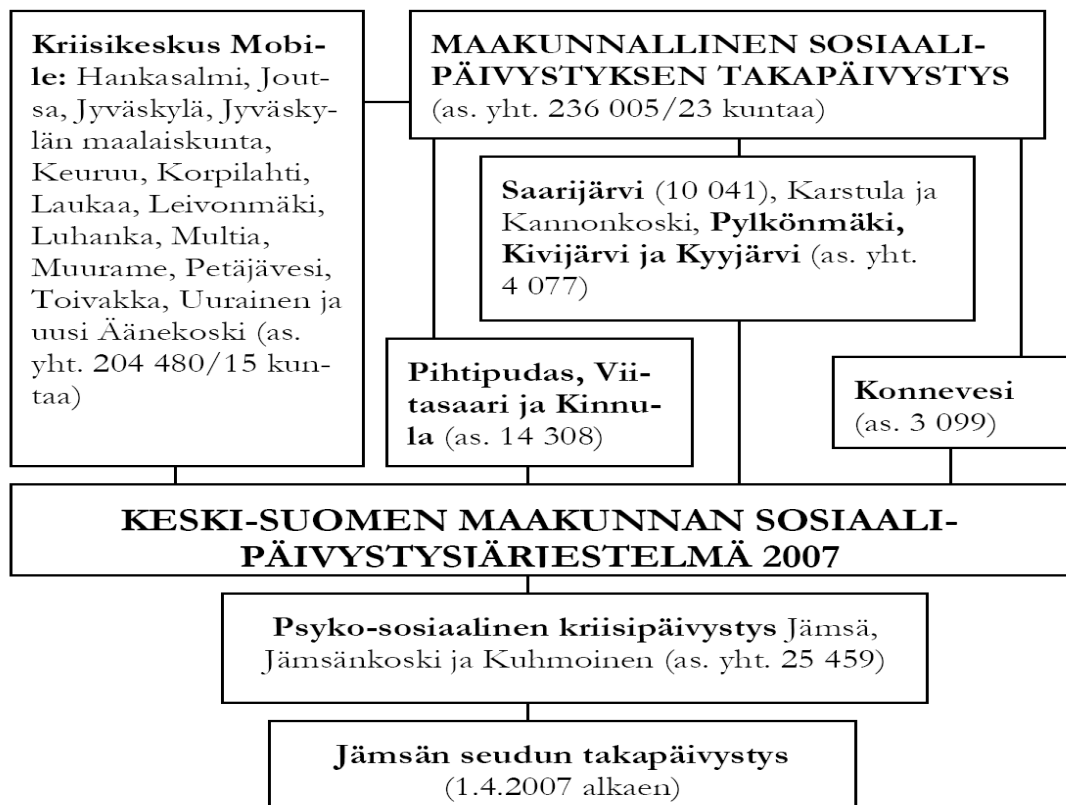 Kriisikeskus Mobi-
le: Hankasalmi, Jout-
sa, Jyväskylä, Jyväsky-
län maalaiskunta,
Keuruu, Korpilahti,
Laukaa, Leivonmäki,
Luhanka, Multia,
Muurame, Petäjävesi,
Toivakka, Uurainen ja
uusi Äänekoski (as.
yht. 204 480/15 kun-
taa)
MAAKUNNALLINEN SOSIAALI-
PÄIVYSTYKSEN TAKAPÄIVYSTYS
(as. yht. 236 005/23 kuntaa)
Saarijärvi (10 041), Karstula ja
Kannonkoski, Pylkönmäki,
Kivijärvi ja Kyyjärvi (as. yht.
4 077)
Pihtipudas, Vii-
tasaari ja Kinnu-
la (as. 14 308)
Konnevesi
(as. 3 099)
KESKI-SUOMEN MAAKUNNAN SOSIAALI-
PÄIVYSTYSJÄRJESTELMÄ 2007
Psyko-sosiaalinen kriisipäivystys Jämsä,
Jämsänkoski ja Kuhmoinen (as. yht. 25 459)
Jämsän seudun takapäivystys
(1.4.2007 alkaen)